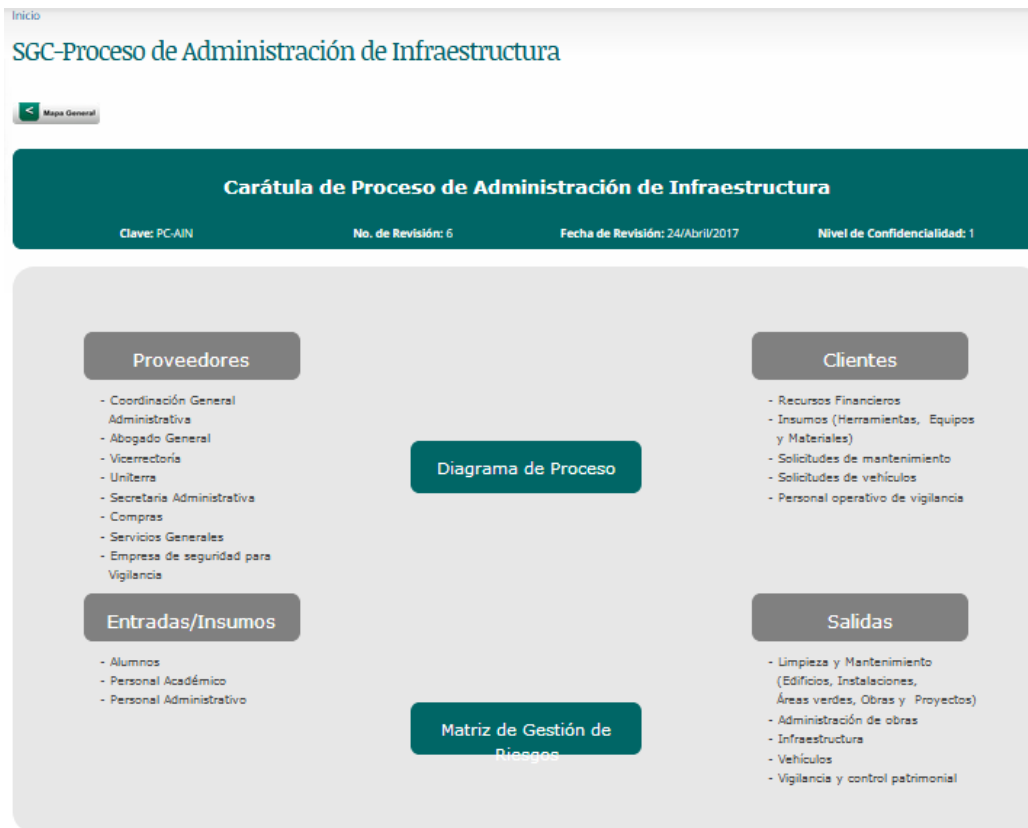 Inicio
SGC-Proceso de Administración de Infraestructura
< Mapa General
Carátula de Proceso de Administración de Infraestructura
Clave: PC-AIN No. de Revisión: 6 Fecha de Revisión: 24/Abril/2017 Nivel de Confidencialidad: 1
Proveedores
- Coordinación General
Administrativa
- Abogado General
- Vicerrectoría
- Uniterra
- Secretaria Administrativa
- Compras
- Servicios Generales
- Empresa de seguridad para
Vigilancia
Entradas/Insumos
- Alumnos
- Personal Académico
- Personal Administrativo
Diagrama de Proceso
Matriz de Gestión de
Riesgos
Clientes
- Recursos Financieros
- Insumos (Herramientas, Equipos
y Materiales)
- Solicitudes de mantenimiento
- Solicitudes de vehículos
- Personal operativo de vigilancia
Salidas
- Limpieza y Mantenimiento
(Edificios, Instalaciones,
Áreas verdes, Obras y Proyectos)
- Administración de obras
- Infraestructura
- Vehículos
- Vigilancia y control patrimonial